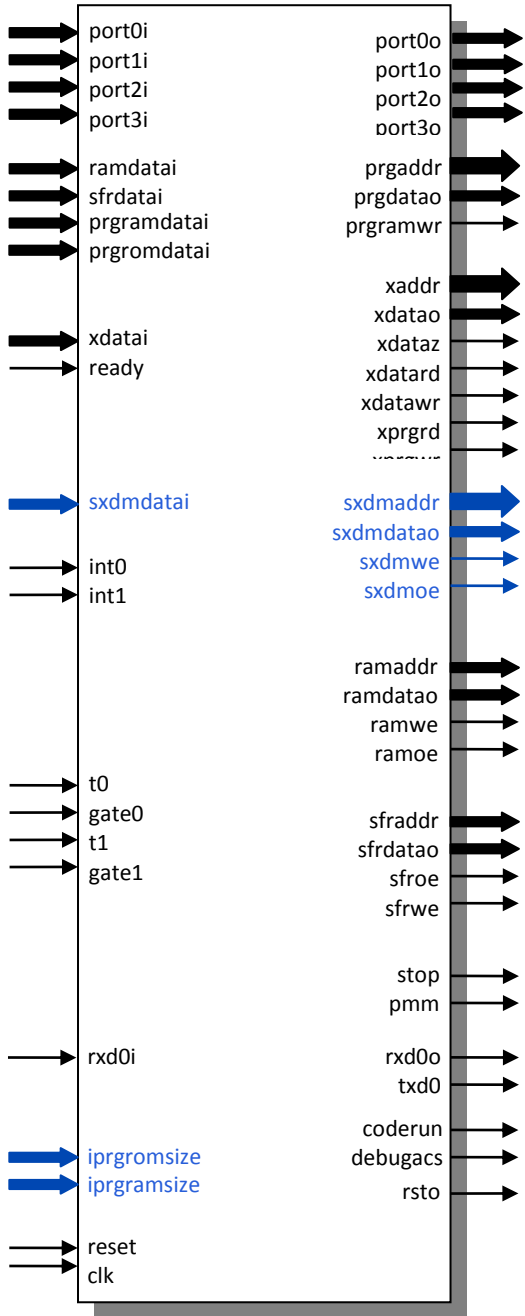 port0i
port1i
port2i
port3i
ramdatai
sfrdatai
prgramdatai
prgromdatai
xdatai
ready
sxdmdatai
int0
int1
t0
gate0
t1
gate1
rxd0i
iprgromsize
iprgramsize
reset
clk
port0o
port1o
port2o
port3o
prgaddr
prgdatao
prgramwr
xaddr
xdatao
xdataz
xdatard
xdatawr
xprgrd
xprgwr
sxdmaddr
sxdmdatao
sxdmwe
sxdmoe
ramaddr
ramdatao
ramwe
ramoe
sfraddr
sfrdatao
sfroe
sfrwe
stop
pmm
rxd0o
txd0
coderun
debugacs
rsto